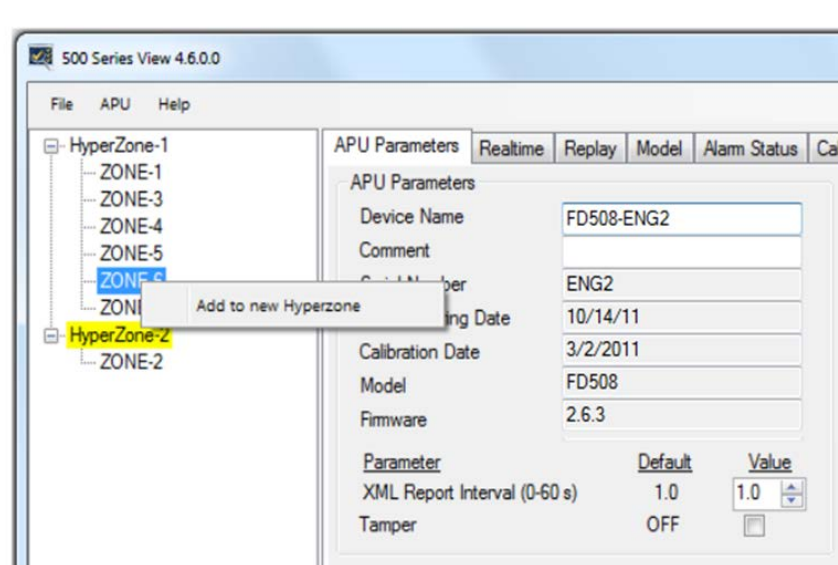 500 Series View 4.6.0.0
File APU Help
HyperZone-1
ZONE-1
ZONE-3
ZONE-4
ZONE-5
ZONE-6
HyperZone-2
ZONE-2
Add to new Hyperzone
APU Parameters Realtime Replay Model Alarm Status
APU Parameters
Device Name FD508-ENG2
Comment
ENG2
Date 10/14/11
Calibration Date 3/2/2011
Model FD508
Firmware 2.6.3
Parameter Default Value
XML Report Interval (0-60 s) 1.0 1.0
Tamper OFF